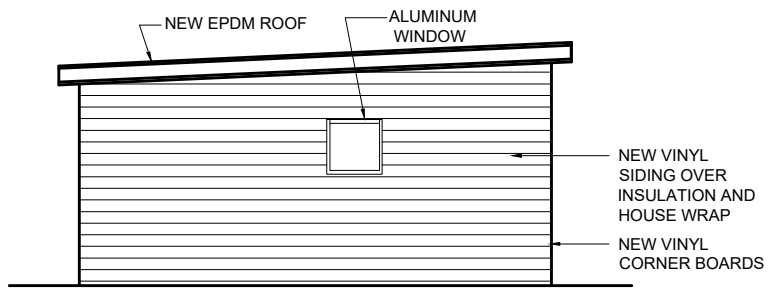 NEW EPDM ROOF
ALUMINUM
WINDOW
NEW VINYL
SIDING OVER
INSULATION AND
HOUSE WRAP
NEW VINYL
CORNER BOARDS